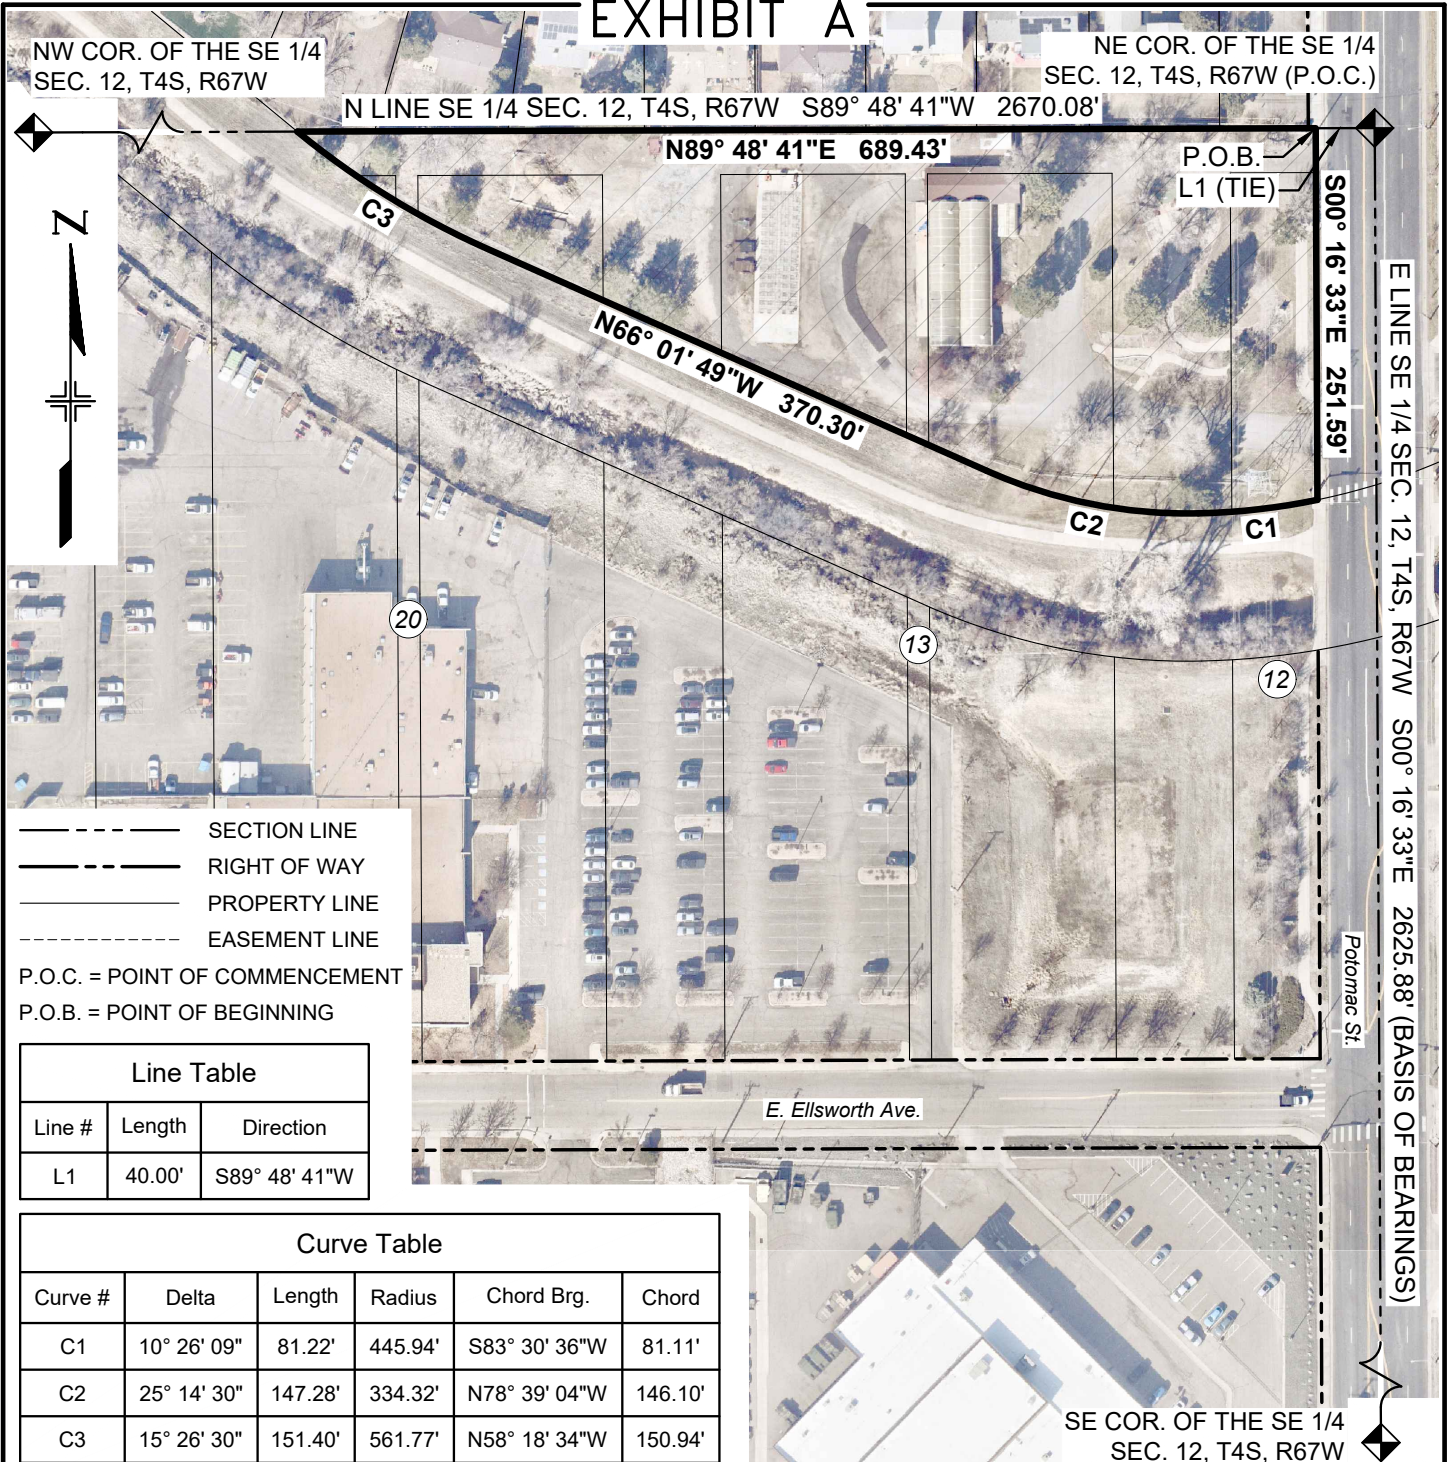 EXHIBIT A
NW COR. OF THE SE 1/4
SEC. 12, T4S, R67W
NE COR. OF THE SE 1/4
SEC. 12, T4S, R67W (P.O.C.)
N LINE SE 1/4 SEC. 12, T4S, R67W S89° 48' 41"W 2670.08'
N89° 48' 41"E 689.43'
P.O.B.
L1 (TIE)
S00° 16' 33"E 251.59'
E LINE SE 1/4 SEC. 12, T4S, R67W S00° 16' 33"E 2625.88' (BASIS OF BEARINGS)
N
C3
N66° 01' 49"W 370.30'
C2
C1
20
13
12
SECTION LINE
RIGHT OF WAY
PROPERTY LINE
EASEMENT LINE
P.O.C. = POINT OF COMMENCEMENT
P.O.B. = POINT OF BEGINNING
Potomac St.
E. Ellsworth Ave.
Line Table
Line # Length Direction
L1 40.00' S89° 48' 41"W
Curve Table
Curve # Delta Length Radius Chord Brg. Chord
C1 10° 26' 09" 81.22' 445.94' S83° 30' 36"W 81.11'
C2 25° 14' 30" 147.28' 334.32' N78° 39' 04"W 146.10'
C3 15° 26' 30" 151.40' 561.77' N58° 18' 34"W 150.94'
SE COR. OF THE SE 1/4
SEC. 12, T4S, R67W